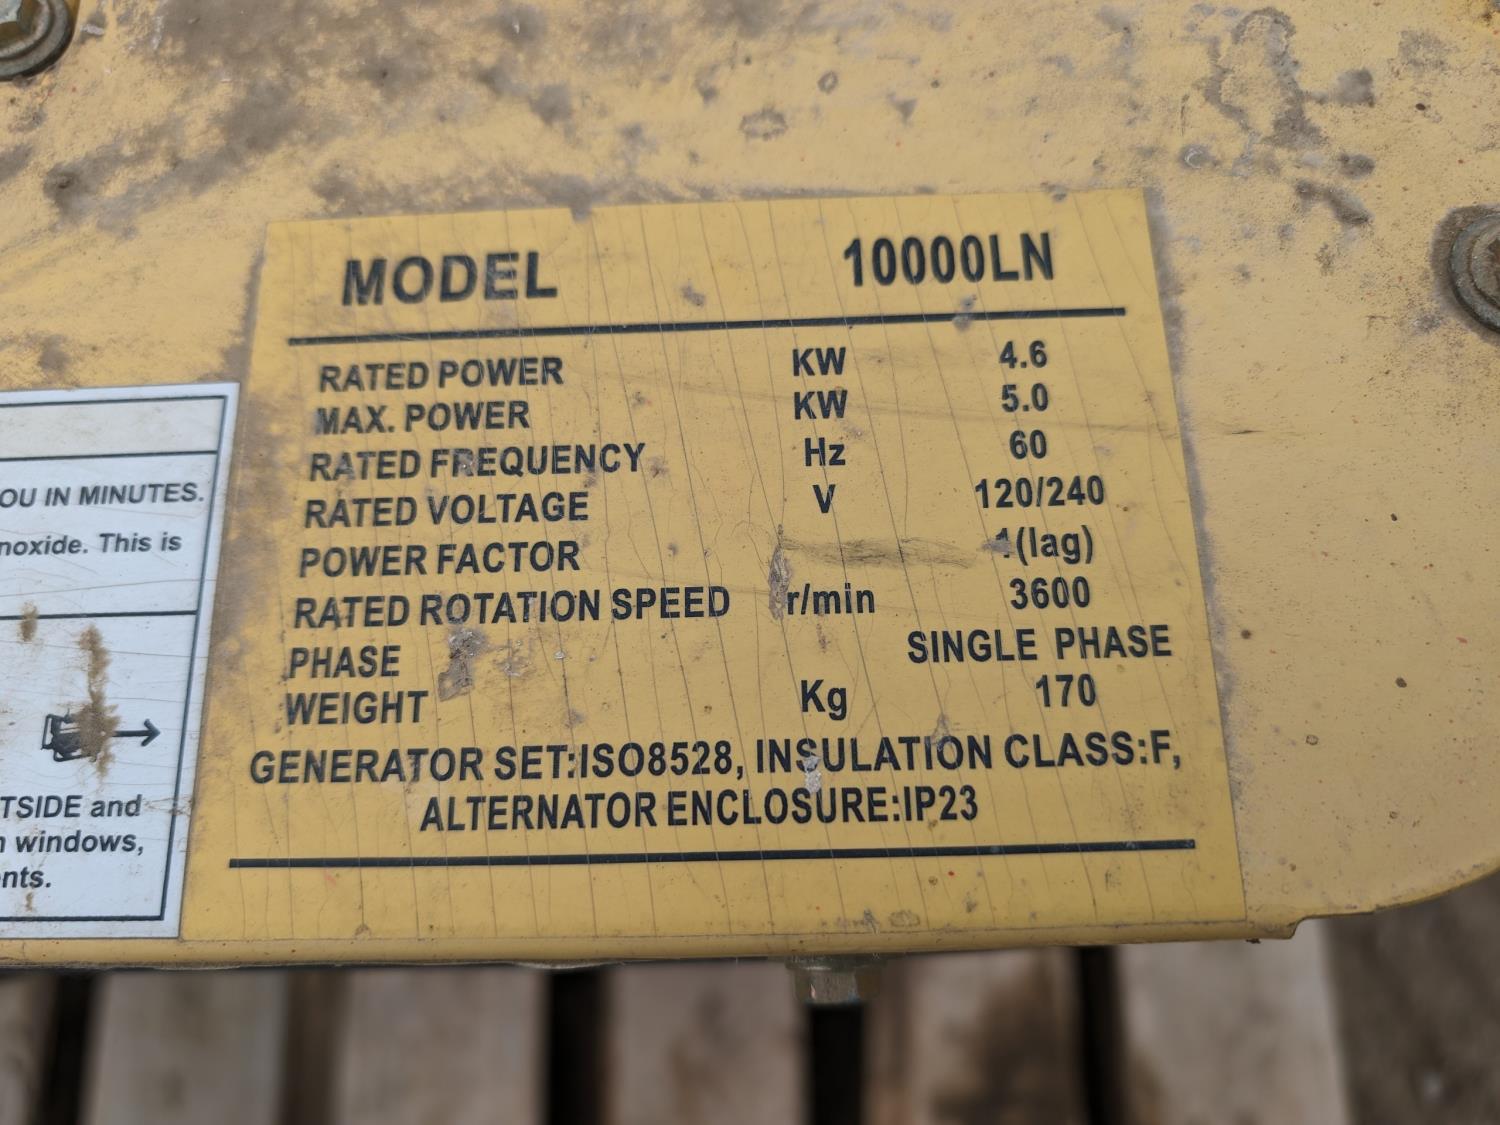 MODEL 10000LN
RATED POWER KW 4.6
MAX. POWER KW 5.0
RATED FREQUENCY Hz 60
RATED VOLTAGE V 120/240
POWER FACTOR 1(lag)
RATED ROTATION SPEED r/min 3600
PHASE SINGLE PHASE
WEIGHT Kg 170
GENERATOR SET:ISO8528, INSULATION CLASS:F,
ALTERNATOR ENCLOSURE:IP23
OU IN MINUTES.
noxide. This is
TSIDE and
windows,
nts.